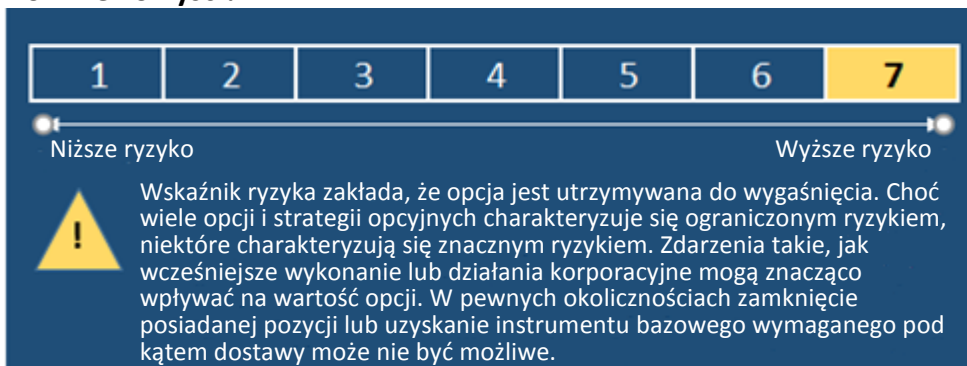 1 2 3 4 5 6 7
Niższe ryzyko Wyższe ryzyko
Wskaźnik ryzyka zakłada, że opcja jest utrzymywana do wygaśnięcia. Choć
wiele opcji i strategii opcyjnych charakteryzuje się ograniczonym ryzykiem,
niektóre charakteryzują się znacznym ryzykiem. Zdarzenia takie, jak
wcześniejsze wykonanie lub działania korporacyjne mogą znacząco
wpływać na wartość opcji. W pewnych okolicznościach zamknięcie
posiadanej pozycji lub uzyskanie instrumentu bazowego wymaganego pod
kątem dostawy może nie być możliwe.